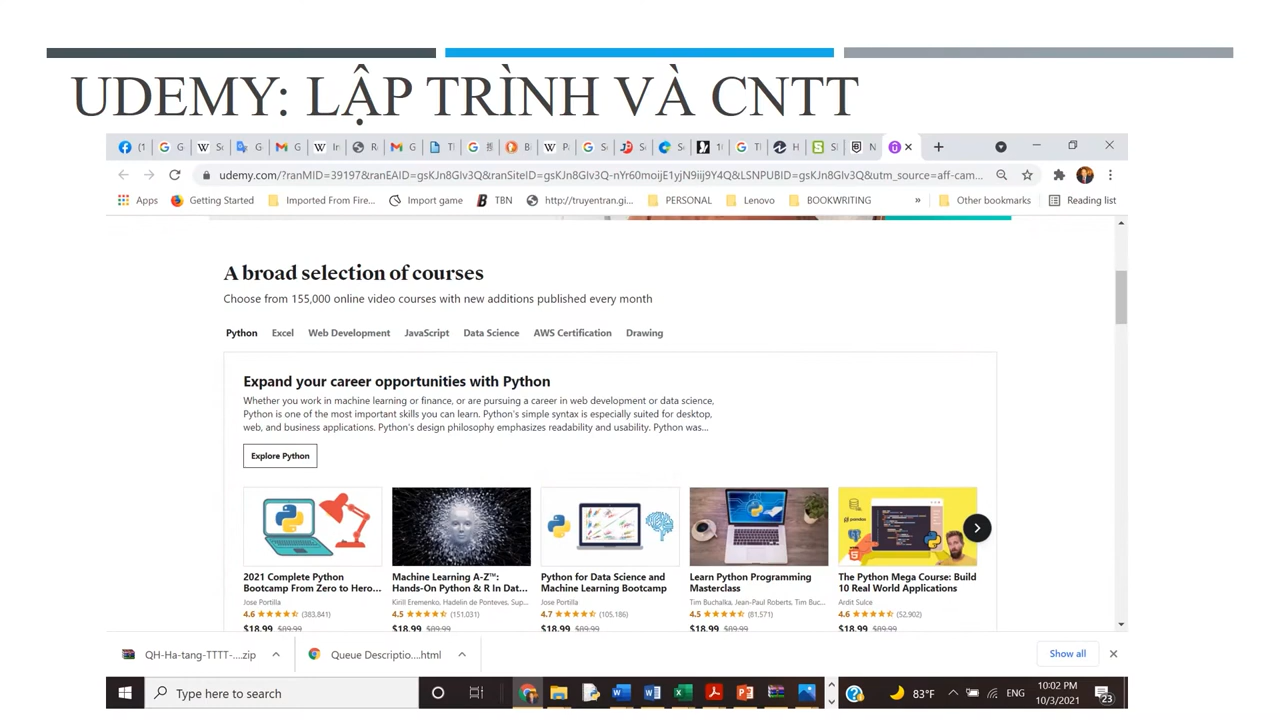 UDEMY: LẬP TRÌNH VÀ CNTT
udemy.com/?ranMID=39197&ranEAID=gsKJn8GIv3Q&ranSiteID=gsKJn8GIv3Q-nYr60moijE1yjN9iij9Y4Q&LSNPUBID=gsKJn8GIv3Q&utm_source=aff-cam...
Apps Getting Started Imported From Fire... Import game TBN http://truyentran.gi... PERSONAL Lenovo BOOKWRITING » Other bookmarks Reading list
A broad selection of courses
Choose from 155,000 online video courses with new additions published every month
Python Excel Web Development JavaScript Data Science AWS Certification Drawing
Expand your career opportunities with Python
Whether you work in machine learning or finance, or are pursuing a career in web development or data science,
Python is one of the most important skills you can learn. Python's simple syntax is especially suited for desktop,
web, and business applications. Python's design philosophy emphasizes readability and usability. Python was...
Explore Python
2021 Complete Python
Bootcamp From Zero to Hero...
Jose Portilla
4.6 (383,841)
$18.99 $89.99
Machine Learning A-Z™:
Hands-On Python & R In Dat...
Kirill Eremenko, Hadelin de Ponteves, Sup...
4.5 (151,031)
$18.99 $89.99
Python for Data Science and
Machine Learning Bootcamp
Jose Portilla
4.7 (105,186)
$18.99 $89.99
Learn Python Programming
Masterclass
Tim Buchalka, Jean-Paul Roberts, Tim Buc...
4.5 (81,571)
$18.99 $89.99
The Python Mega Course: Build
10 Real World Applications
Ardit Sulce
4.6 (52,902)
$18.99 $89.99
QH-Ha-tang-TTTT-....zip
Queue Descriptio....html
Show all
Type here to search
83°F
ENG
10:02 PM
10/3/2021
23